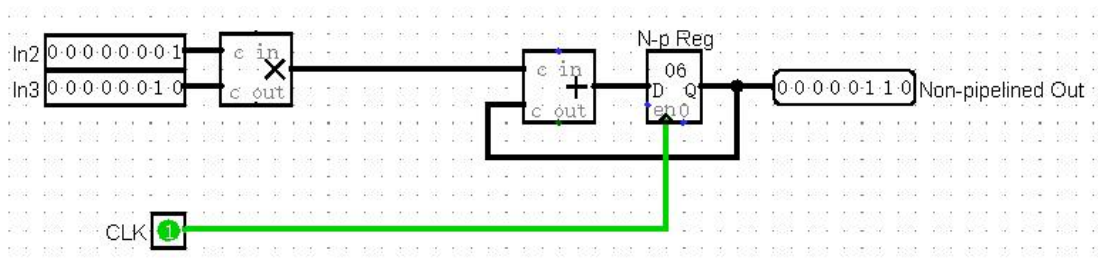 N-p Reg
In2 0 0 0 0 0 0 0 1
c in
×
c in
+
06
D Q
0 0 0 0 0 1 1 0 Non-pipelined Out
In3 0 0 0 0 0 0 1 0
c out
c out
en 0
CLK 1